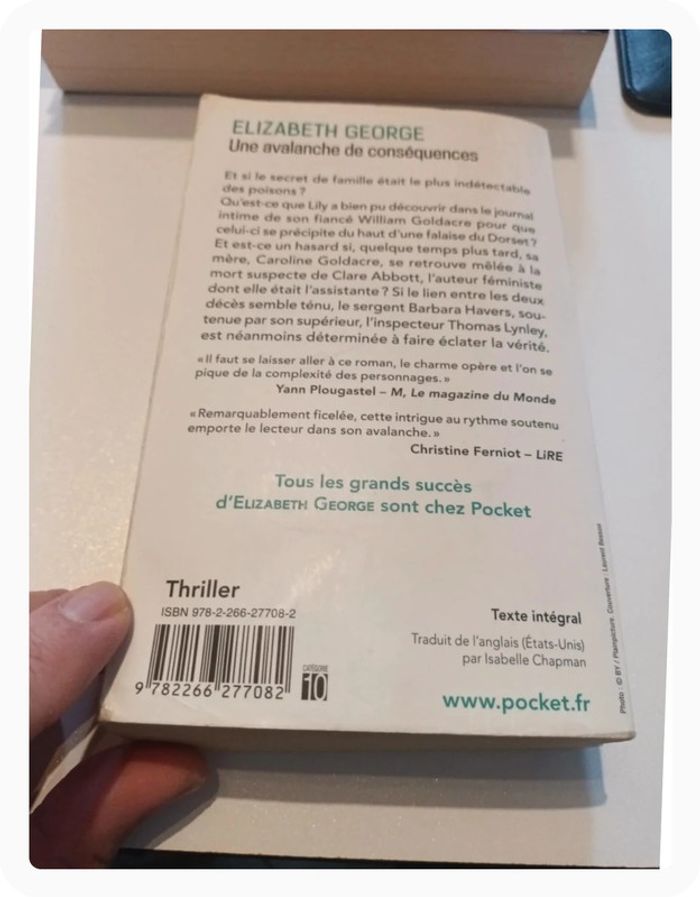 ELIZABETH GEORGE
Une avalanche de conséquences
Et si le secret de famille était le plus indétectable
des poisons ?
Qu'est-ce que Lily a bien pu découvrir dans le journal
intime de son fiancé William Goldacre pour que
celui-ci se précipite du haut d'une falaise du Dorset ?
Et est-ce un hasard si, quelque temps plus tard, sa
mère, Caroline Goldacre, se retrouve mêlée à la
mort suspecte de Clare Abbott, l'auteur féministe
dont elle était l'assistante ? Si le lien entre les deux
décès semble ténu, le sergent Barbara Havers, sou-
tenue par son supérieur, l'inspecteur Thomas Lynley,
est néanmoins déterminée à faire éclater la vérité.
« Il faut se laisser aller à ce roman, le charme opère et l'on se
pique de la complexité des personnages. »
Yann Plougastel – M, Le magazine du Monde
« Remarquablement ficelée, cette intrigue au rythme soutenu
emporte le lecteur dans son avalanche. »
Christine Ferniot – LiRE
Tous les grands succès
d'ELIZABETH GEORGE sont chez Pocket
Thriller
ISBN 978-2-266-27708-2
9 782266 277082
CATÉGORIE
10
Texte intégral
Traduit de l'anglais (États-Unis)
par Isabelle Chapman
www.pocket.fr
Photo : © BY / Plainpicture. Couverture : Laurent Besson